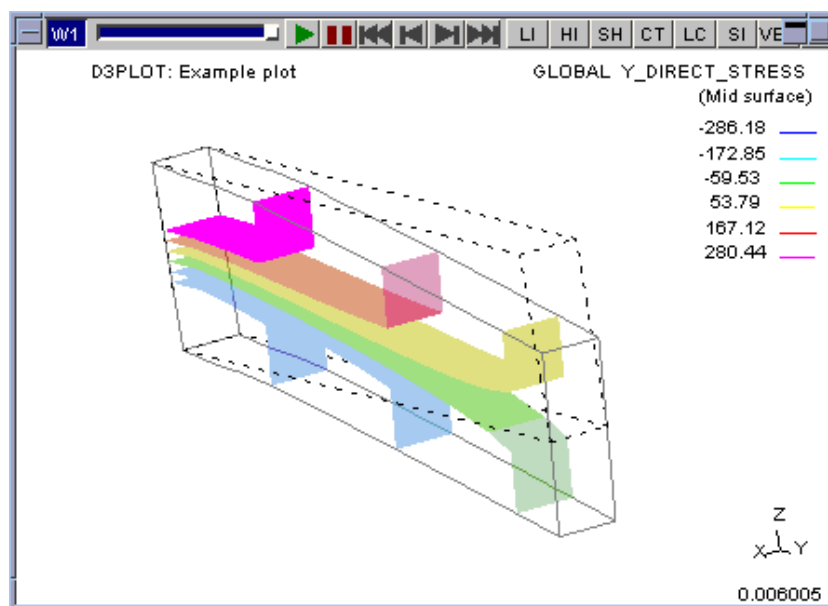 W1 LI HI SH CT LC SI VE
D3PLOT: Example plot
GLOBAL Y_DIRECT_STRESS
(Mid surface)
-286.18
-172.85
-59.53
53.79
167.12
280.44
Z
X Y
0.006005